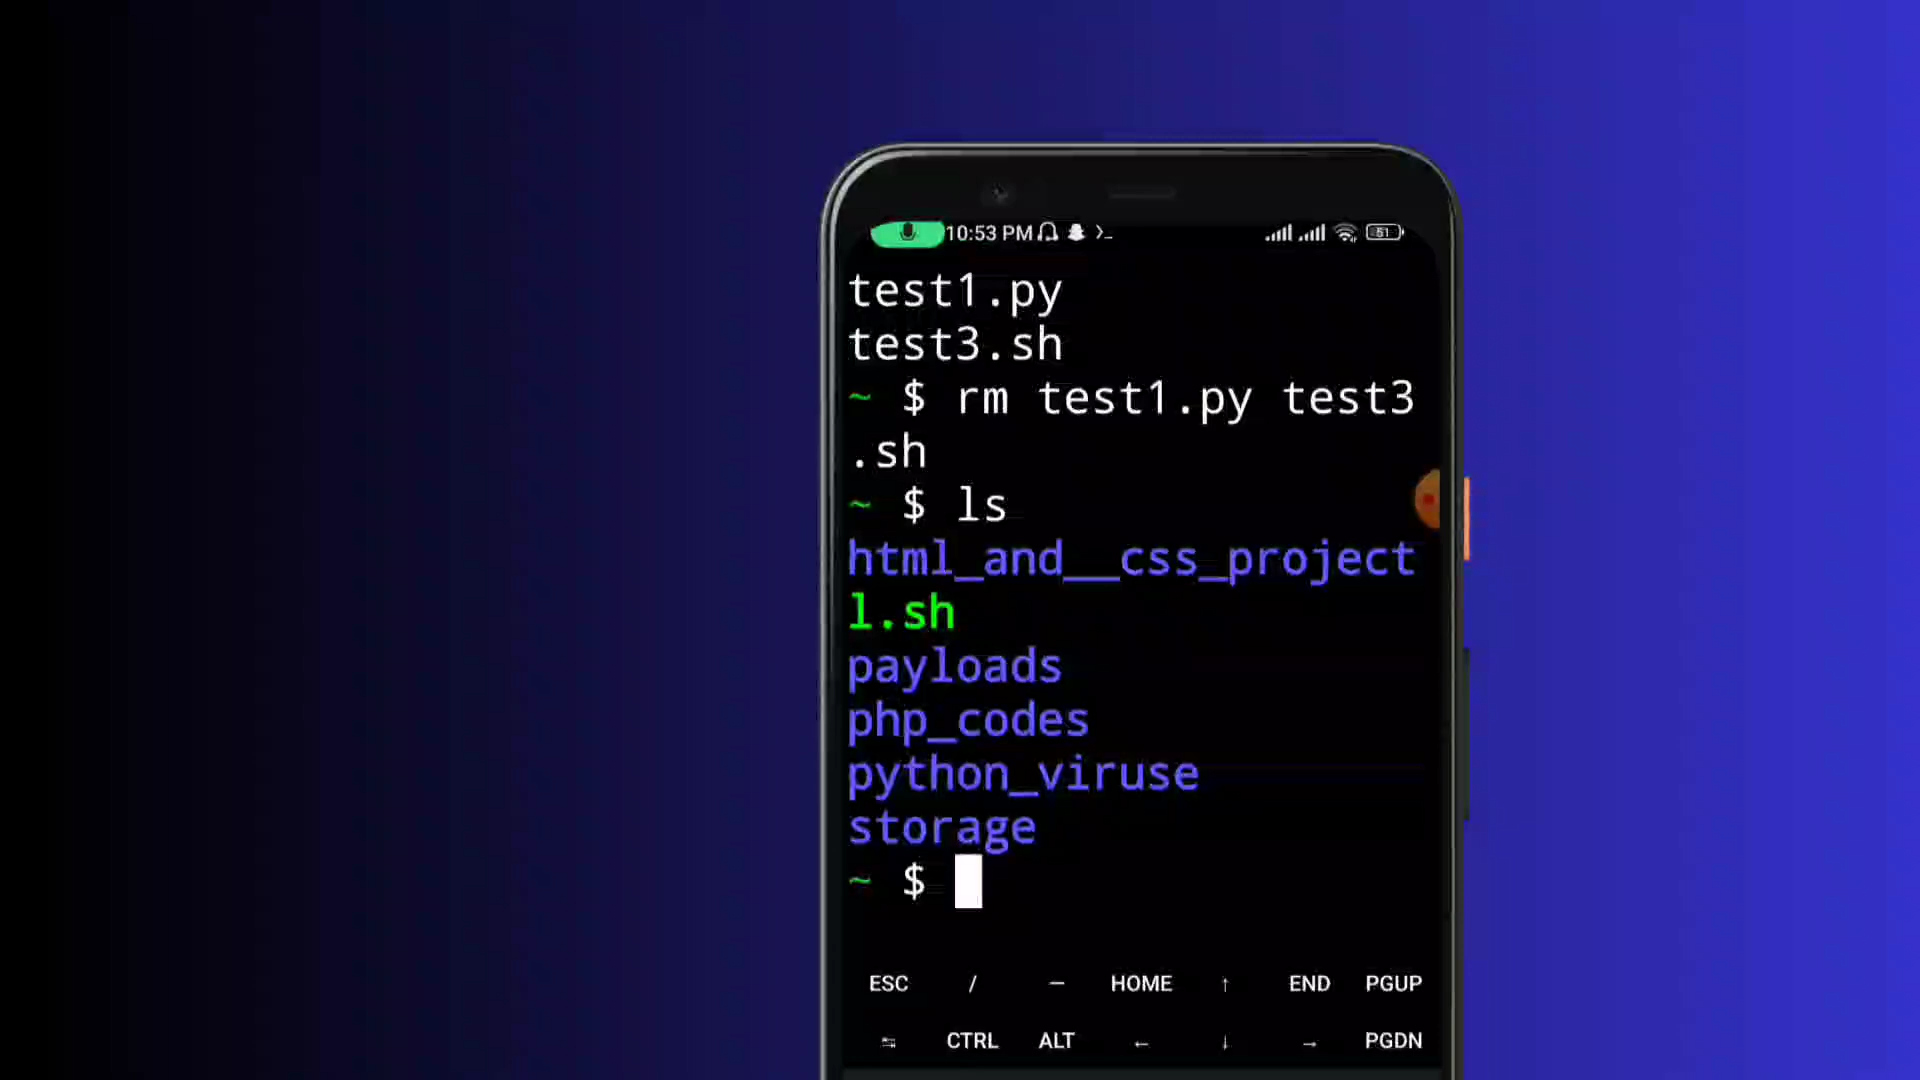 10:53 PM 51
test1.py
test3.sh
~ $ rm test1.py test3
.sh
~ $ ls
html_and__css_project
l.sh
payloads
php_codes
python_viruse
storage
~ $
ESC / — HOME ↑ END PGUP
↹ CTRL ALT ← ↓ → PGDN